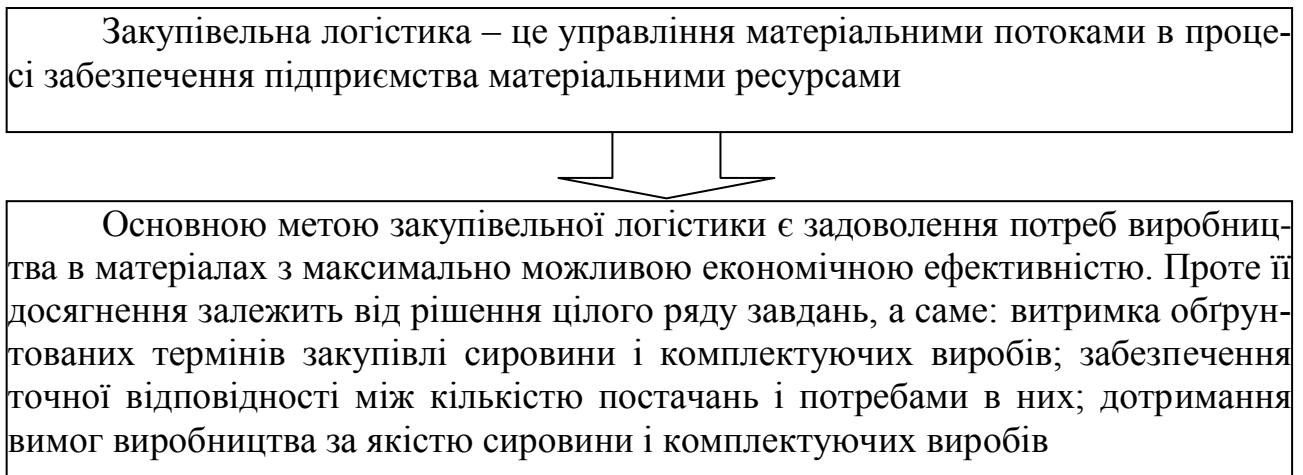 Закупівельна логістика – це управління матеріальними потоками в проце-
сі забезпечення підприємства матеріальними ресурсами
Основною метою закупівельної логістики є задоволення потреб виробниц-
тва в матеріалах з максимально можливою економічною ефективністю. Проте її
досягнення залежить від рішення цілого ряду завдань, а саме: витримка обґрун-
тованих термінів закупівлі сировини і комплектуючих виробів; забезпечення
точної відповідності між кількістю постачань і потребами в них; дотримання
вимог виробництва за якістю сировини і комплектуючих виробів